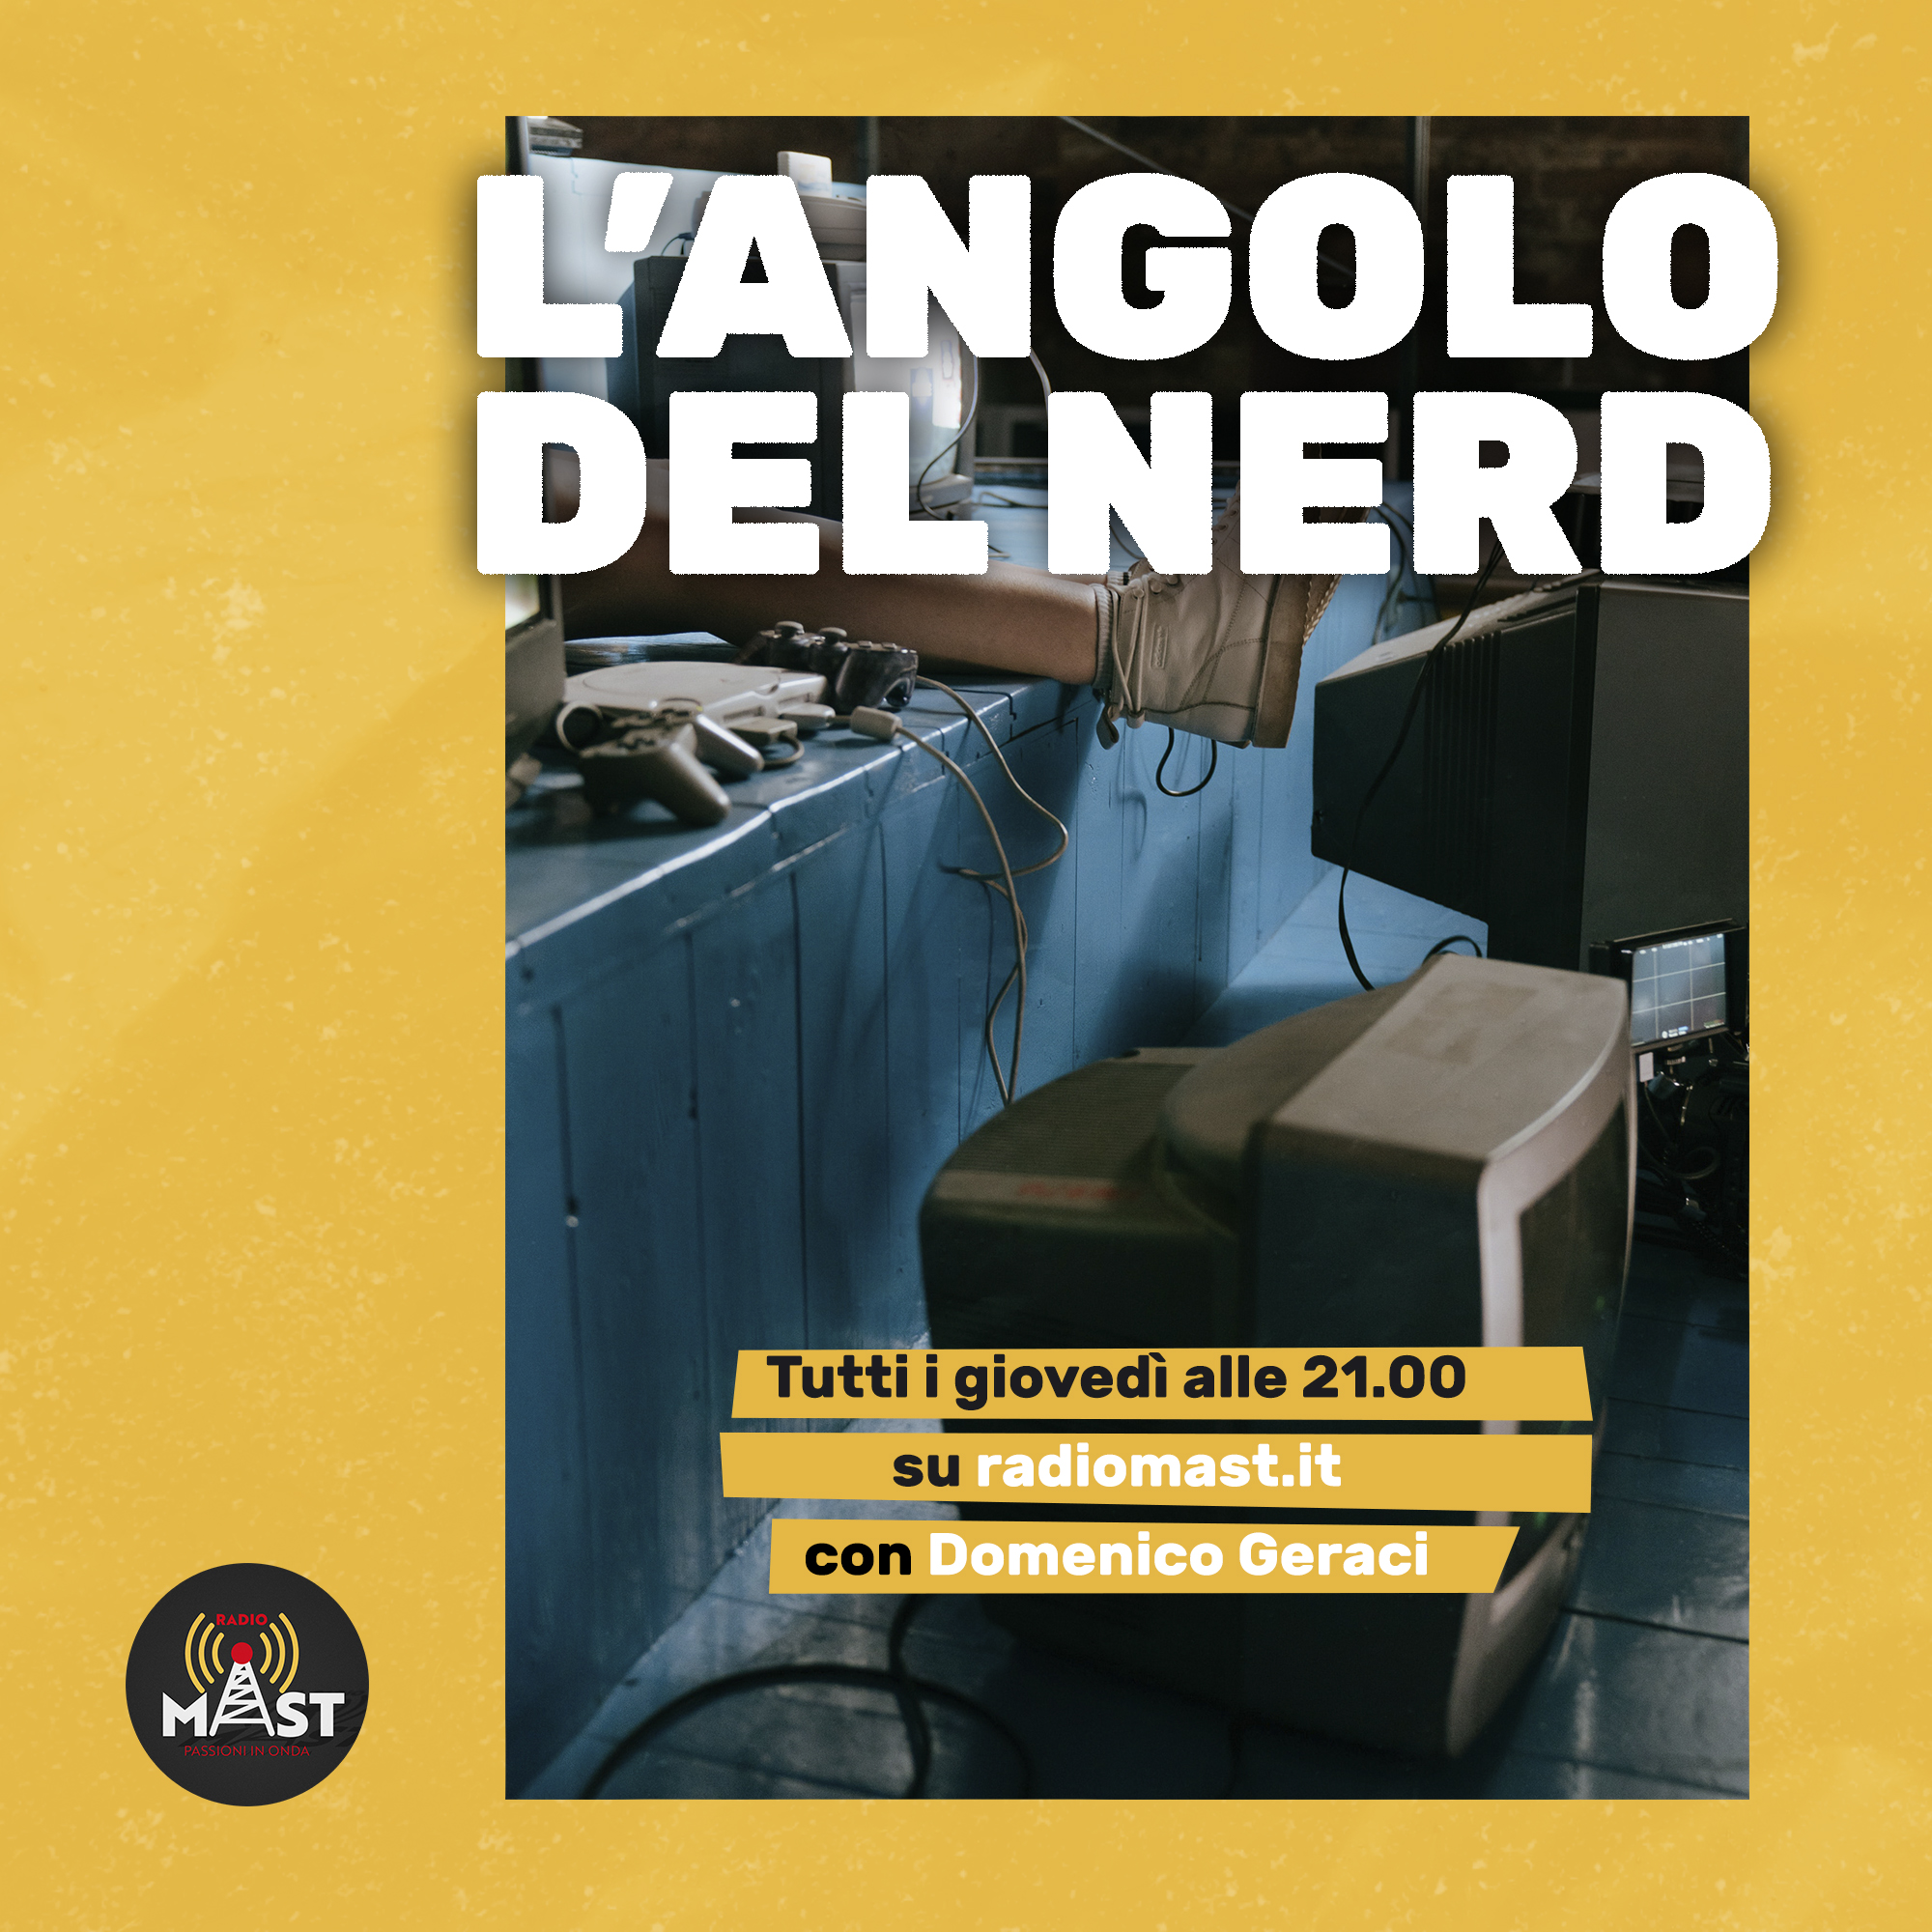 L'ANGOLO
DEL NERD
Tutti i giovedì alle 21.00
su radiomast.it
con Domenico Geraci
RADIO
MAST
PASSIONI IN ONDA